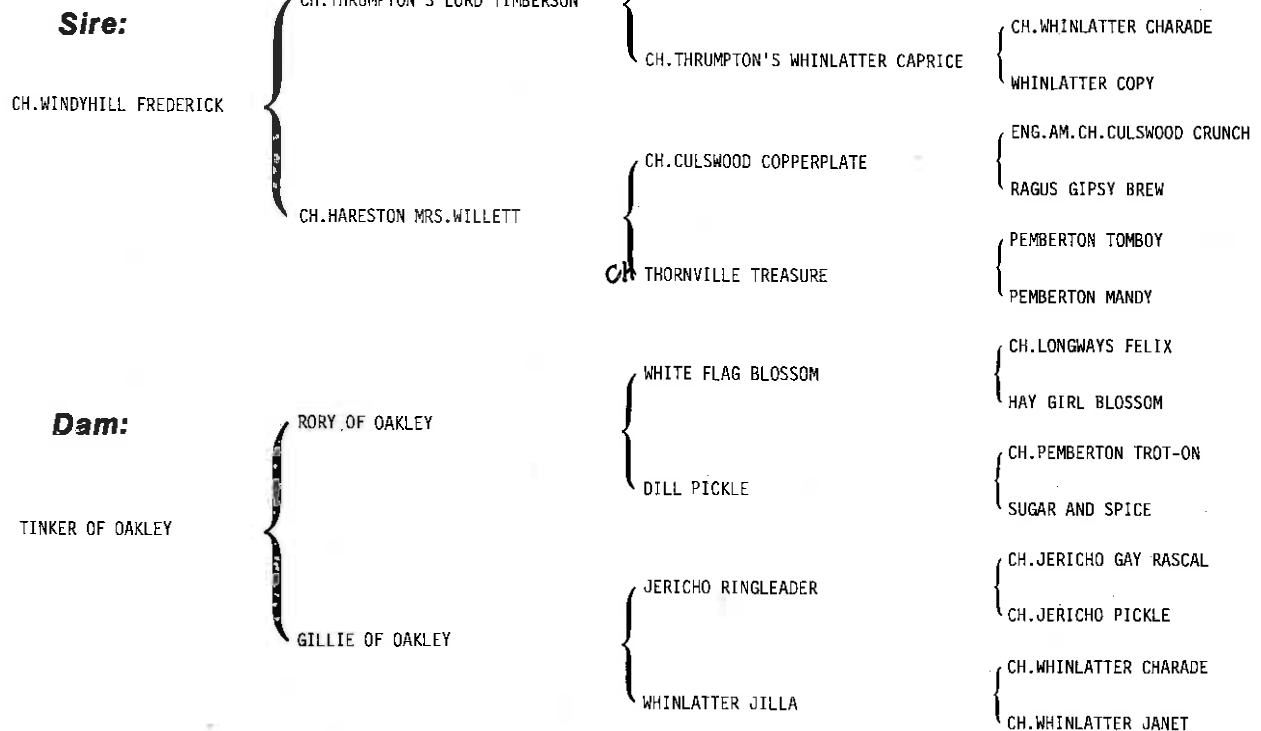 CH.THRUMPTON'S LORD TIMBERSON
Sire:
CH.WHINLATTER CHARADE
CH.THRUMPTON'S WHINLATTER CAPRICE
WHINLATTER COPY
CH.WINDYHILL FREDERICK
ENG.AM.CH.CULSWOOD CRUNCH
CH.CULSWOOD COPPERPLATE
RAGUS GIPSY BREW
CH.HARESTON MRS.WILLETT
PEMBERTON TOMBOY
CH THORNVILLE TREASURE
PEMBERTON MANDY
CH.LONGWAYS FELIX
WHITE FLAG BLOSSOM
HAY GIRL BLOSSOM
Dam:
RORY OF OAKLEY
CH.PEMBERTON TROT-ON
DILL PICKLE
SUGAR AND SPICE
TINKER OF OAKLEY
CH.JERICHO GAY RASCAL
JERICHO RINGLEADER
CH.JERICHO PICKLE
GILLIE OF OAKLEY
CH.WHINLATTER CHARADE
WHINLATTER JILLA
CH.WHINLATTER JANET